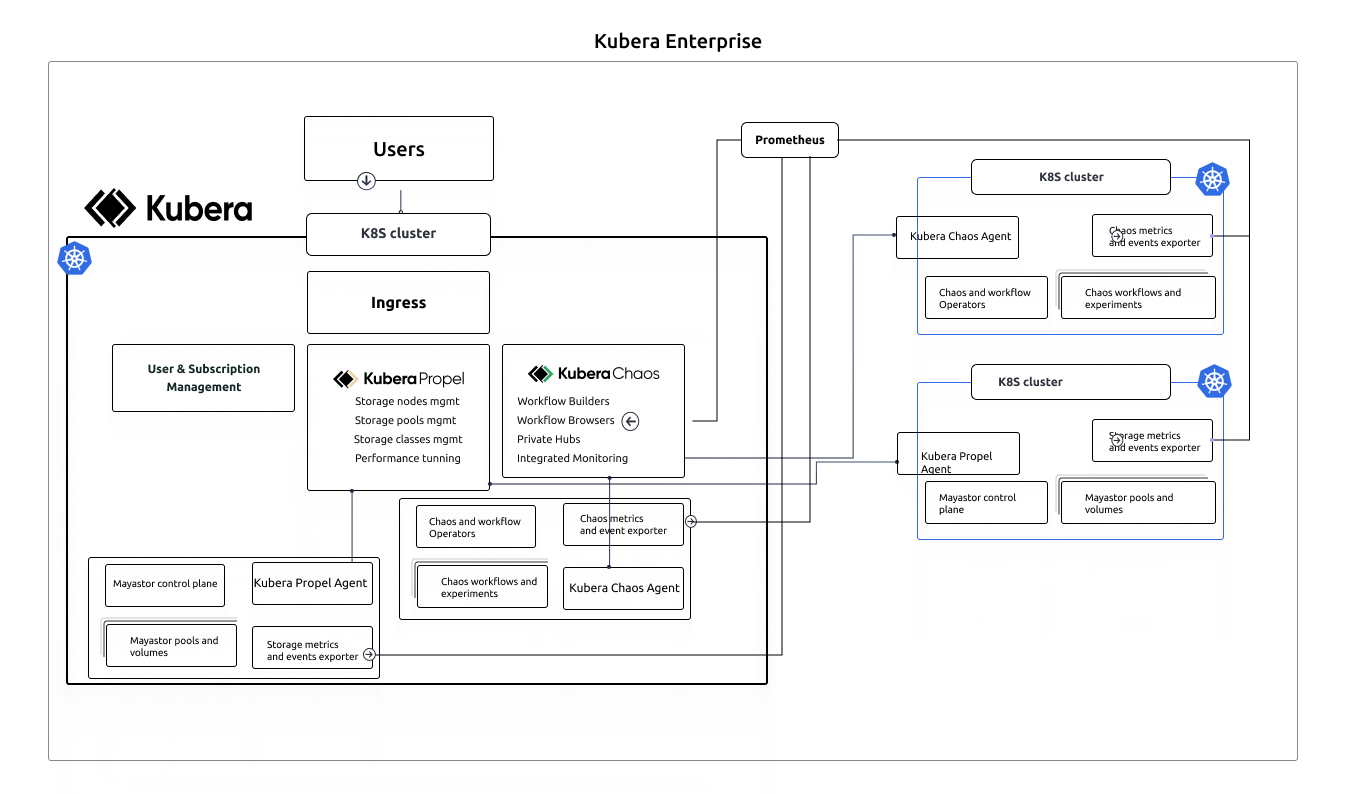 Kubera Enterprise
Users
Prometheus
Kubera
K8S cluster
Ingress
User & Subscription
Management
Kubera Propel
Storage nodes mgmt
Storage pools mgmt
Storage classes mgmt
Performance tunning
Kubera Chaos
Workflow Builders
Workflow Browsers
Private Hubs
Integrated Monitoring
Chaos and workflow
Operators
Chaos metrics
and event exporter
Chaos workflows and
experiments
Kubera Chaos Agent
Mayastor control plane
Kubera Propel Agent
Mayastor pools and
volumes
Storage metrics
and events exporter
K8S cluster
Kubera Chaos Agent
Chaos metrics
and events exporter
Chaos and workflow
Operators
Chaos workflows and
experiments
K8S cluster
Kubera Propel
Agent
Storage metrics
and events exporter
Mayastor control
plane
Mayastor pools and
volumes